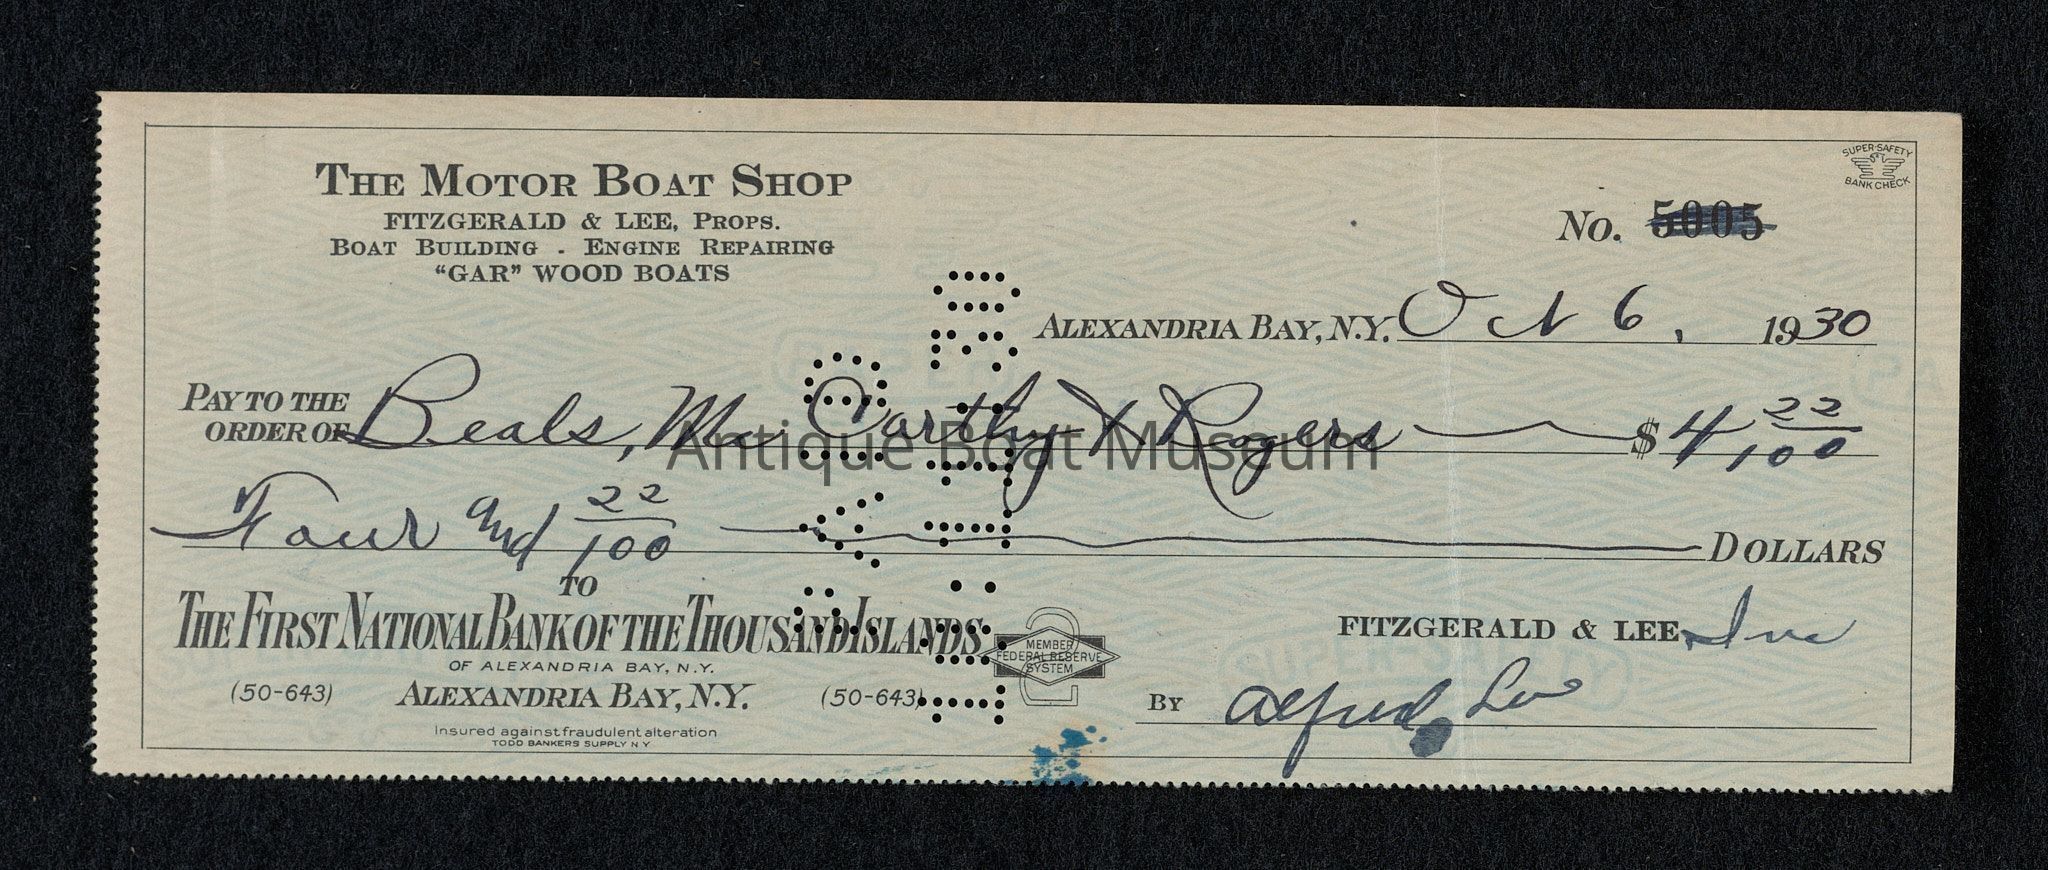 THE MOTOR BOAT SHOP
FITZGERALD & LEE, PROPS.
BOAT BUILDING - ENGINE REPAIRING
"GAR" WOOD BOATS
SUPER-SAFETY
BANK CHECK
No. 5005
ALEXANDRIA BAY, N.Y. Oct 6, 1930
PAY TO THE ORDER OF Beals, Mc Carthy & Rogers $ 4 22/100
Four and 22/100 DOLLARS
TO
THE FIRST NATIONAL BANK OF THE THOUSAND ISLANDS
OF ALEXANDRIA BAY, N.Y.
(50-643) ALEXANDRIA BAY, N.Y. (50-643)
Insured against fraudulent alteration
TODD BANKERS SUPPLY N Y
MEMBER
FEDERAL RESERVE
SYSTEM
2
FITZGERALD & LEE, Inc
BY Alfred Lee
Antique Boat Museum